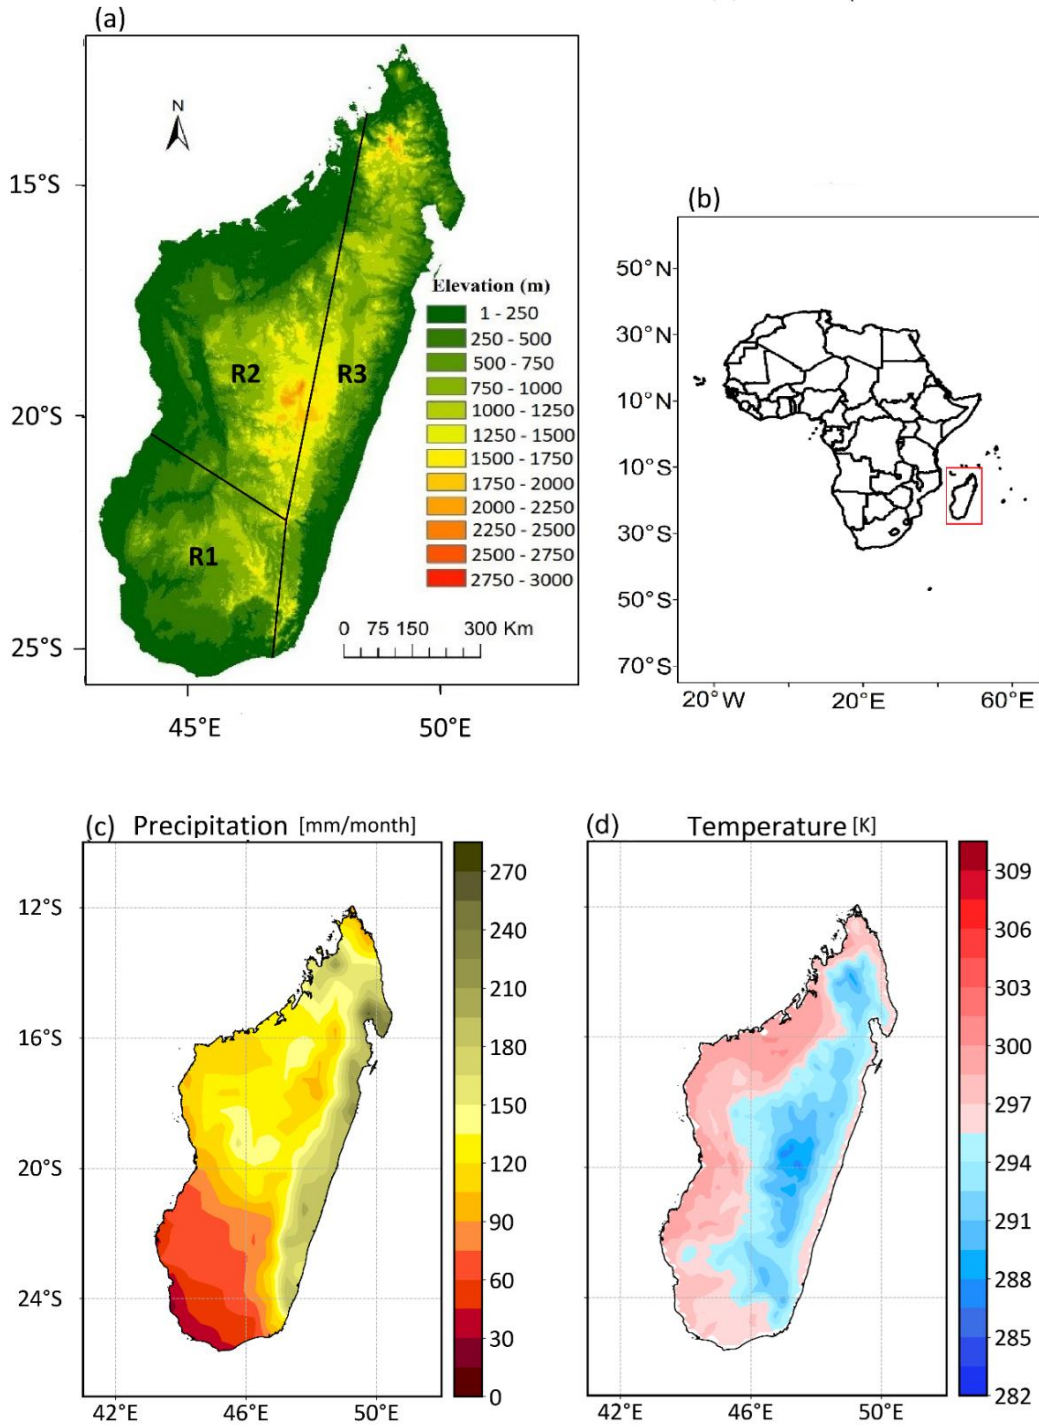 (a)
N
15°S
20°S
25°S
45°E 50°E
R2
R3
R1
Elevation (m)
1 - 250
250 - 500
500 - 750
750 - 1000
1000 - 1250
1250 - 1500
1500 - 1750
1750 - 2000
2000 - 2250
2250 - 2500
2500 - 2750
2750 - 3000
0 75 150 300 Km
(b)
50°N
30°N
10°N
10°S
30°S
50°S
70°S
20°W 20°E 60°E
(c) Precipitation [mm/month]
12°S
16°S
20°S
24°S
42°E 46°E 50°E
270
240
210
180
150
120
90
60
30
0
(d) Temperature [K]
42°E 46°E 50°E
309
306
303
300
297
294
291
288
285
282